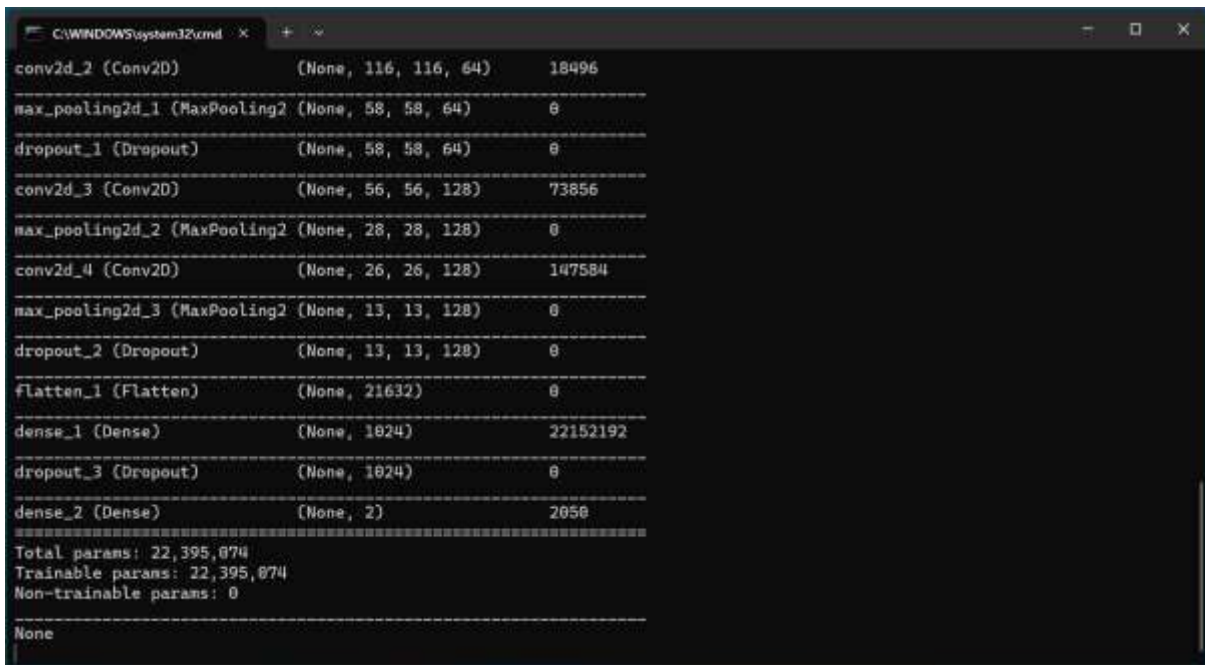 C:\WINDOWS\system32\cmd
conv2d_2 (Conv2D) (None, 116, 116, 64) 18496
max_pooling2d_1 (MaxPooling2 (None, 58, 58, 64) 0
dropout_1 (Dropout) (None, 58, 58, 64) 0
conv2d_3 (Conv2D) (None, 56, 56, 128) 73856
max_pooling2d_2 (MaxPooling2 (None, 28, 28, 128) 0
conv2d_4 (Conv2D) (None, 26, 26, 128) 147584
max_pooling2d_3 (MaxPooling2 (None, 13, 13, 128) 0
dropout_2 (Dropout) (None, 13, 13, 128) 0
flatten_1 (Flatten) (None, 21632) 0
dense_1 (Dense) (None, 1024) 22152192
dropout_3 (Dropout) (None, 1024) 0
dense_2 (Dense) (None, 2) 2050
Total params: 22,395,074
Trainable params: 22,395,074
Non-trainable params: 0
None